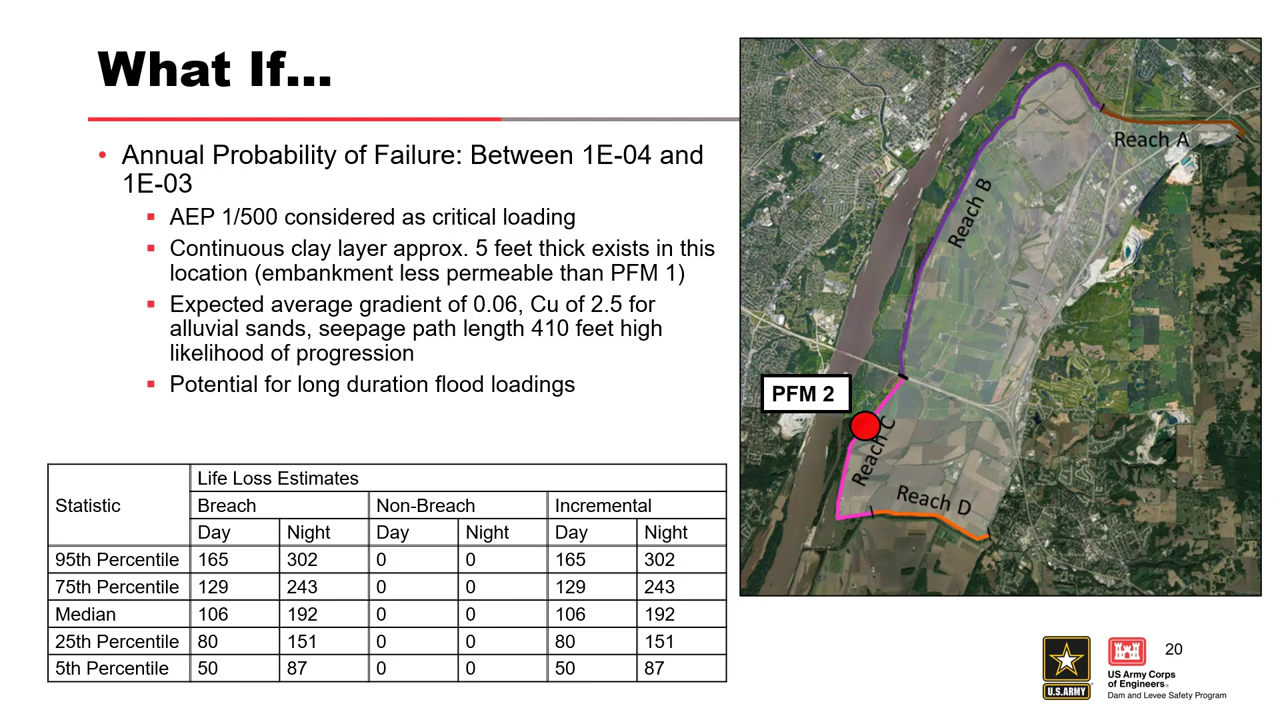 What If...
• Annual Probability of Failure: Between 1E-04 and
1E-03
▪ AEP 1/500 considered as critical loading
▪ Continuous clay layer approx. 5 feet thick exists in this
location (embankment less permeable than PFM 1)
▪ Expected average gradient of 0.06, Cu of 2.5 for
alluvial sands, seepage path length 410 feet high
likelihood of progression
▪ Potential for long duration flood loadings
Statistic
Life Loss Estimates
Breach Non-Breach Incremental
Day Night Day Night Day Night
95th Percentile 165 302 0 0 165 302
75th Percentile 129 243 0 0 129 243
Median 106 192 0 0 106 192
25th Percentile 80 151 0 0 80 151
5th Percentile 50 87 0 0 50 87
Reach A
Reach B
PFM 2
Reach C
Reach D
U.S.ARMY
US Army Corps
of Engineers®
Dam and Levee Safety Program
20